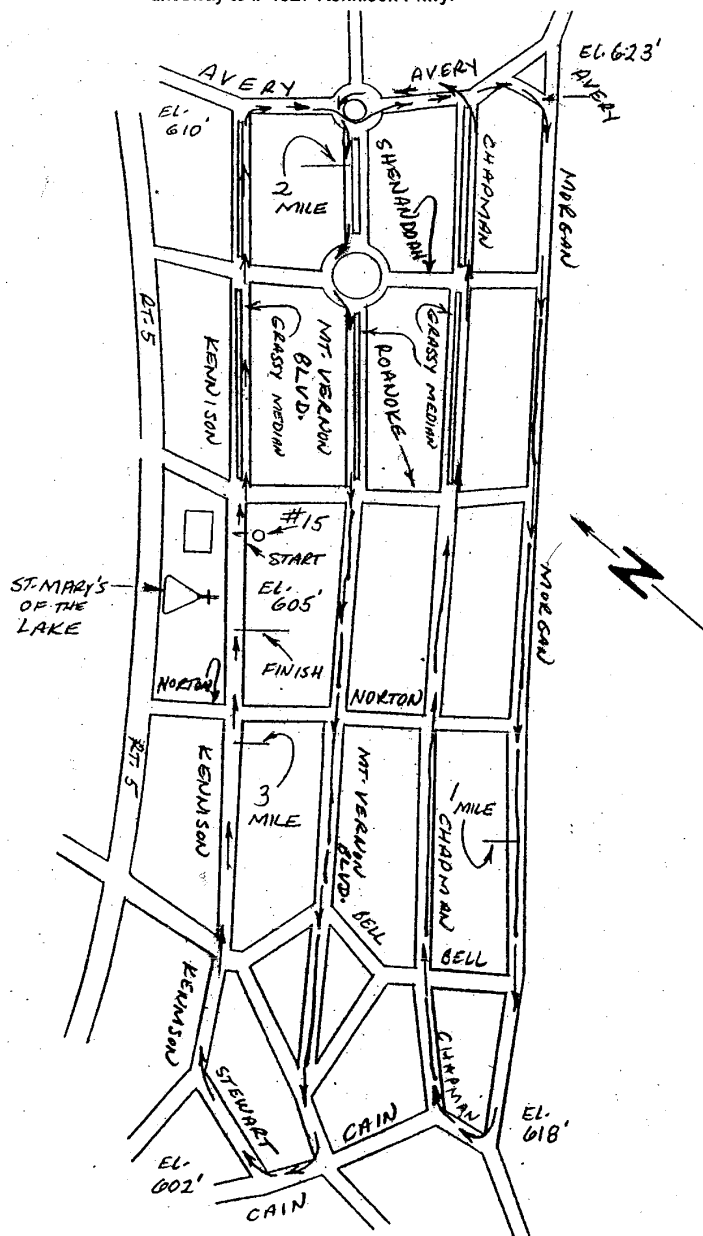 AVERY
AVERY
EL. 623'
AVERY
EL.
610'
2
MILE
SHENANDOAH
CHAPMAN
MORGAN
RT. 5
KENNISON
GRASSY MEDIAN
MT. VERNON
BLVD.
ROANOKE
GRASSY MEDIAN
#15
START
EL.
605'
ST. MARY'S
OF THE
LAKE
FINISH
N
MORGAN
NORTON
NORTON
RT. 5
KENNISON
3
MILE
MT. VERNON
BLVD.
1
MILE
CHAPMAN
BELL
BELL
KENNISON
STEWART
CAIN
CHAPMAN
EL.
618'
EL.
602'
CAIN